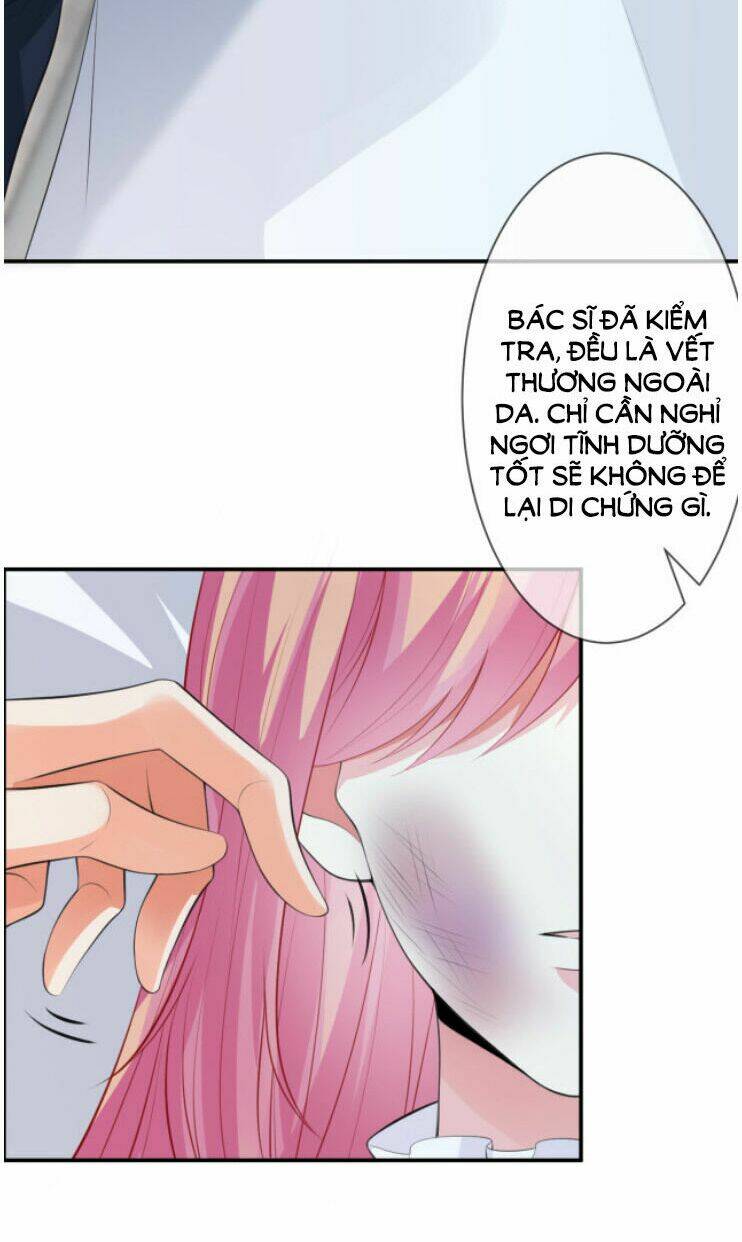 BÁC SĨ ĐÃ KIỂM
TRA, ĐỀU LÀ VẾT
THƯƠNG NGOÀI
DA. CHỈ CẦN NGHỈ
NGƠI TĨNH DƯỠNG
TỐT SẼ KHÔNG ĐỂ
LẠI DI CHỨNG GÌ.